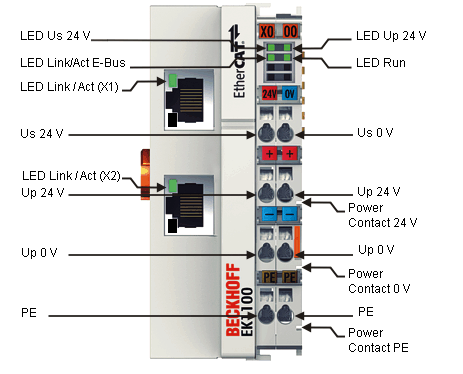 LED Us 24 V
LED Link/Act E-Bus
LED Link/Act (X1)
Us 24 V
LED Link/Act (X2)
Up 24 V
Up 0 V
PE
EtherCAT
X0 00
24V 0V
+ +
− −
PE PE
BECKHOFF
EK1100
LED Up 24 V
LED Run
Us 0 V
Up 24 V
Power
Contact 24 V
Up 0 V
Power
Contact 0 V
PE
Power
Contact PE